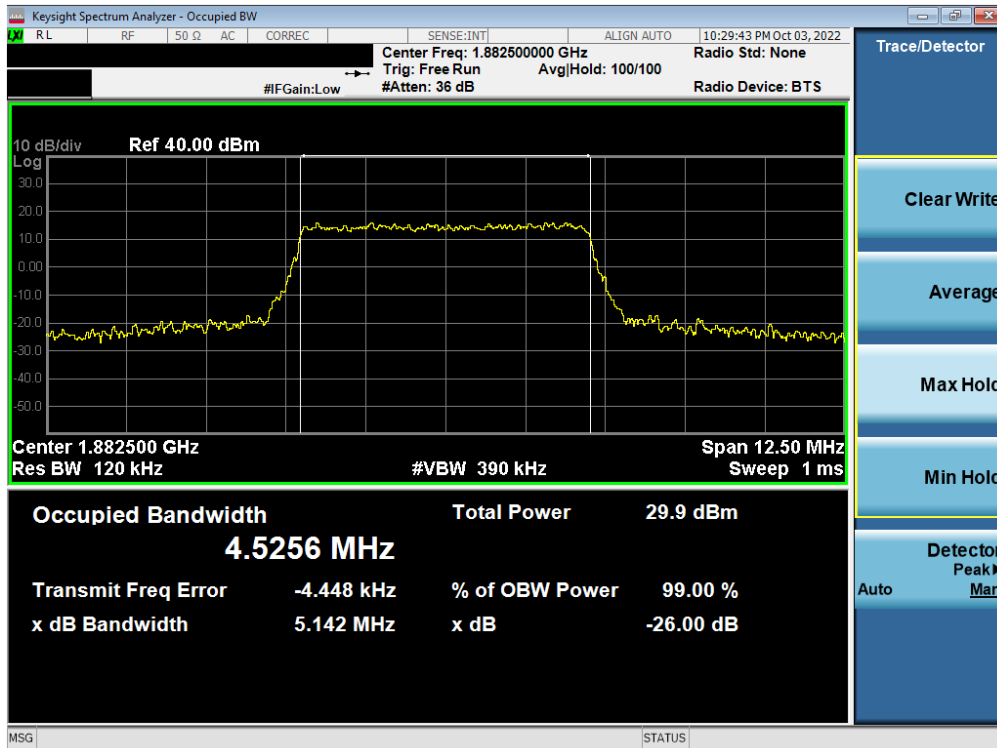 Keysight Spectrum Analyzer - Occupied BW
LXI RL RF 50 Ω AC CORREC SENSE:INT ALIGN AUTO 10:29:43 PM Oct 03, 2022
Center Freq: 1.882500000 GHz Radio Std: None
Trig: Free Run Avg|Hold: 100/100
#IFGain:Low #Atten: 36 dB Radio Device: BTS
10 dB/div Ref 40.00 dBm
Log
30.0
20.0
10.0
0.00
-10.0
-20.0
-30.0
-40.0
-50.0
Center 1.882500 GHz Span 12.50 MHz
Res BW 120 kHz #VBW 390 kHz Sweep 1 ms
Occupied Bandwidth Total Power 29.9 dBm
4.5256 MHz
Transmit Freq Error -4.448 kHz % of OBW Power 99.00 %
x dB Bandwidth 5.142 MHz x dB -26.00 dB
Trace/Detector
Clear Write
Average
Max Hold
Min Hold
Detector
Peak
Auto Man
MSG STATUS